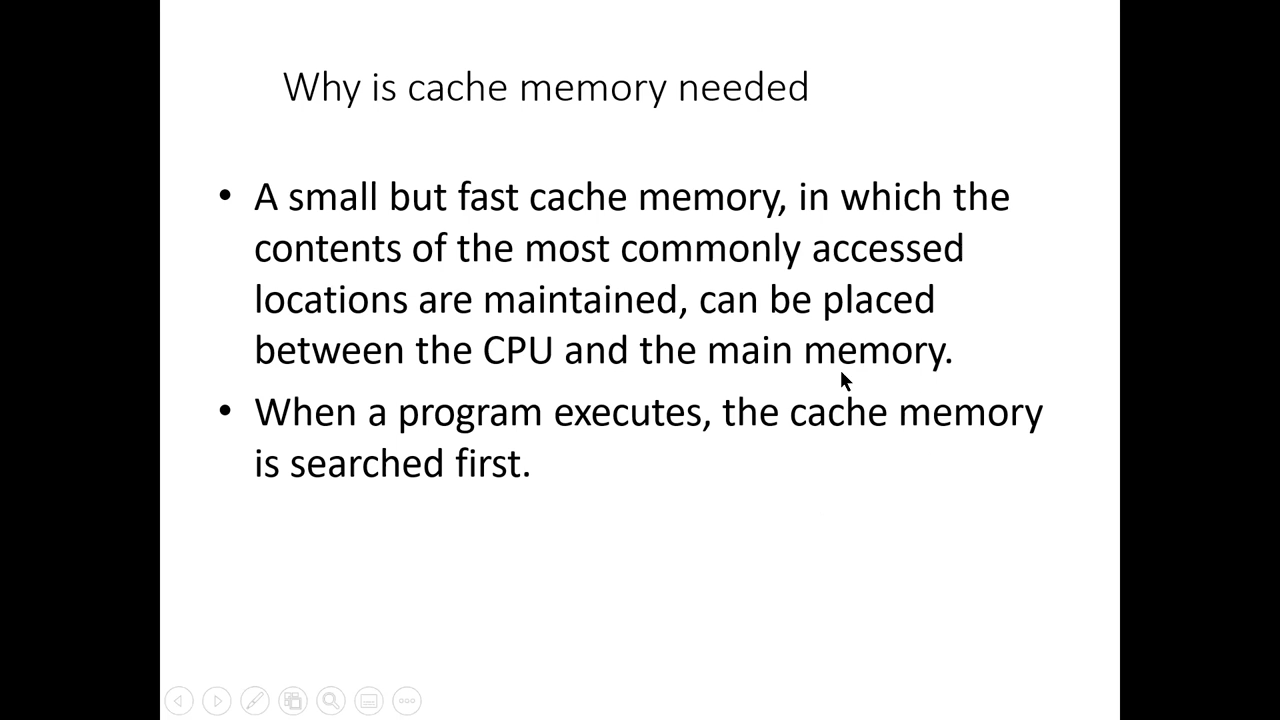 Why is cache memory needed
• A small but fast cache memory, in which the
contents of the most commonly accessed
locations are maintained, can be placed
between the CPU and the main memory.
• When a program executes, the cache memory
is searched first.